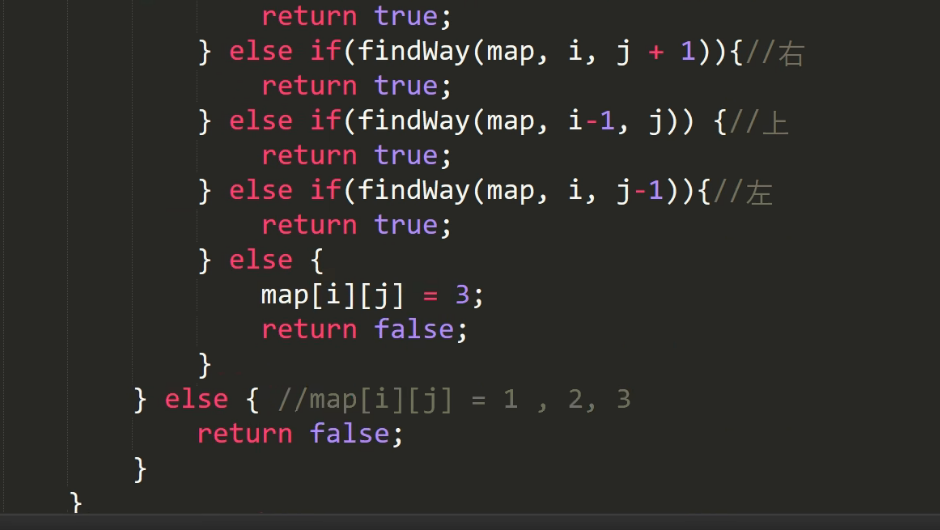 return true;
} else if(findWay(map, i, j + 1)){//右
return true;
} else if(findWay(map, i-1, j)) {//上
return true;
} else if(findWay(map, i, j-1)){//左
return true;
} else {
map[i][j] = 3;
return false;
}
} else { //map[i][j] = 1 , 2, 3
return false;
}
}